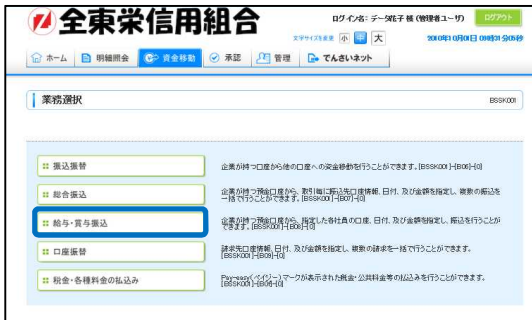 全東栄信用組合
ログイン名: データ花子 様 (管理者ユーザ) ログアウト
文字サイズを変更 小 中 大 2010年10月01日 09時31分05秒
ホーム 明細照会 資金移動 承認 管理 でんさいネット
業務選択 BSSK001
振込振替 企業が持つ口座から他の口座への資金移動を行うことができます。[BSSK001]-[B06]-[0]
総合振込 企業が持つ預金口座から、取引毎に振込先口座情報、日付、及び金額を指定し、複数の振込を
一括で行うことができます。[BSSK001]-[B07]-[0]
給与・賞与振込 企業が持つ預金口座から、指定した各社員の口座、日付、及び金額を指定し、振込を行うことが
できます。[BSSK001]-[B08]-[0]
口座振替 請求先口座情報、日付、及び金額を指定し、複数の請求を一括で行うことができます。
[BSSK001]-[B09]-[0]
税金・各種料金の払込み Pay-easy(ペイジー)マークが表示された税金・公共料金等の払込みを行うことができます。